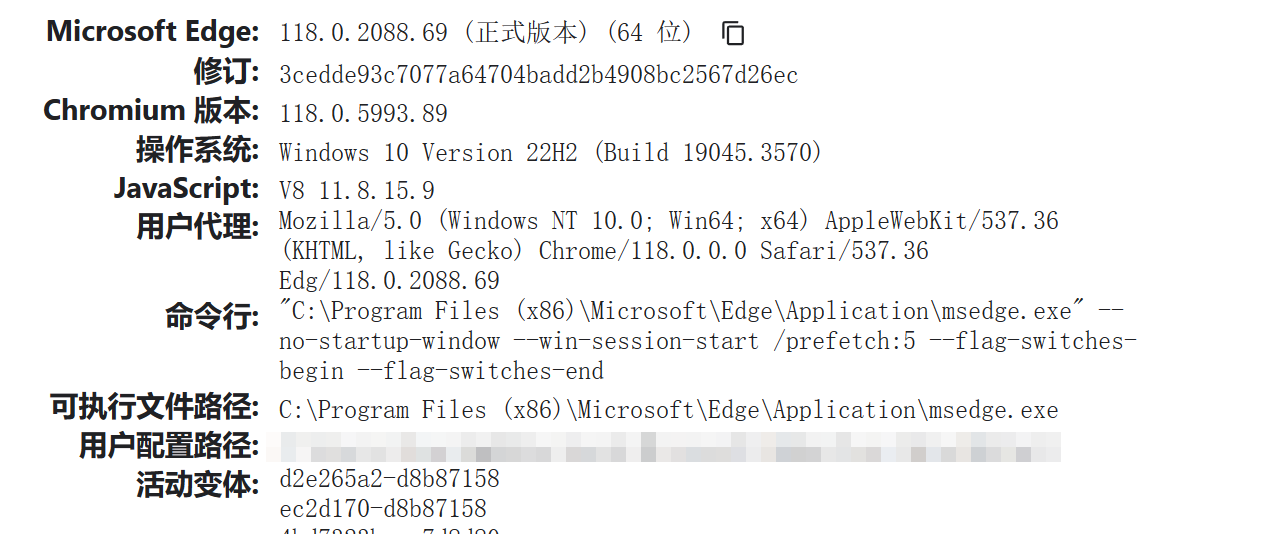 Microsoft Edge: 118.0.2088.69 (正式版本) (64 位)
修订: 3cedde93c7077a64704badd2b4908bc2567d26ec
Chromium 版本: 118.0.5993.89
操作系统: Windows 10 Version 22H2 (Build 19045.3570)
JavaScript: V8 11.8.15.9
用户代理: Mozilla/5.0 (Windows NT 10.0; Win64; x64) AppleWebKit/537.36
(KHTML, like Gecko) Chrome/118.0.0.0 Safari/537.36
Edg/118.0.2088.69
命令行: "C:\Program Files (x86)\Microsoft\Edge\Application\msedge.exe" --
no-startup-window --win-session-start /prefetch:5 --flag-switches-
begin --flag-switches-end
可执行文件路径: C:\Program Files (x86)\Microsoft\Edge\Application\msedge.exe
用户配置路径:
活动变体: d2e265a2-d8b87158
ec2d170-d8b87158